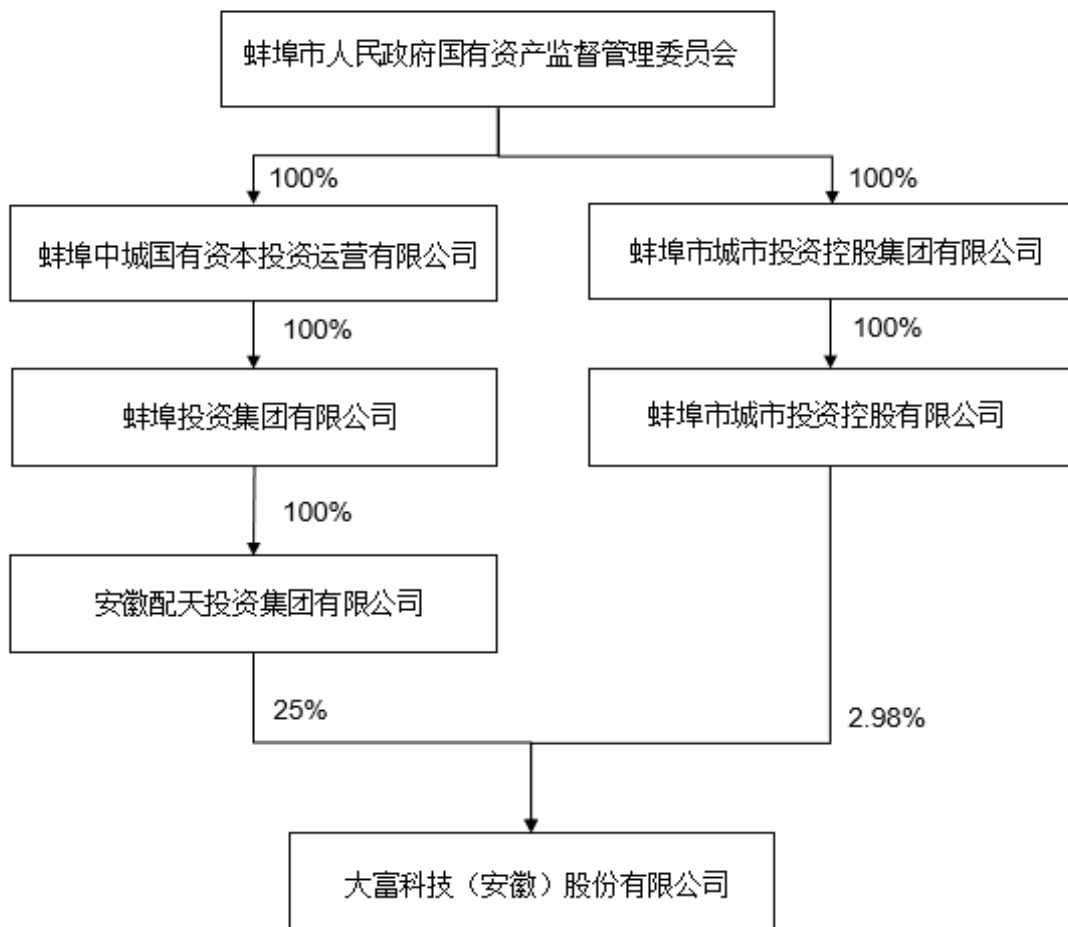 蚌埠市人民政府国有资产监督管理委员会
100%
100%
蚌埠中城国有资本投资运营有限公司
蚌埠市城市投资控股集团有限公司
100%
100%
蚌埠投资集团有限公司
蚌埠市城市投资控股有限公司
100%
安徽配天投资集团有限公司
25%
2.98%
大富科技（安徽）股份有限公司